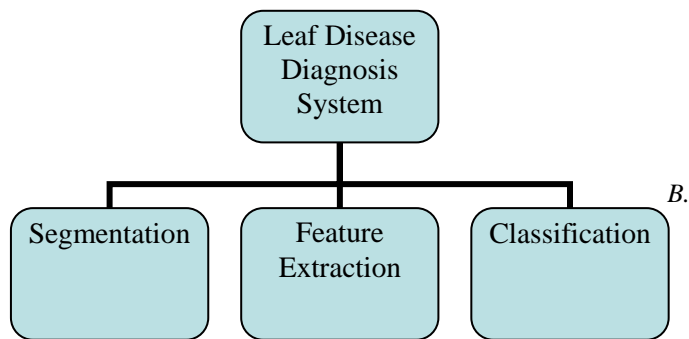 Leaf Disease
Diagnosis
System
B.
Segmentation
Feature
Extraction
Classification